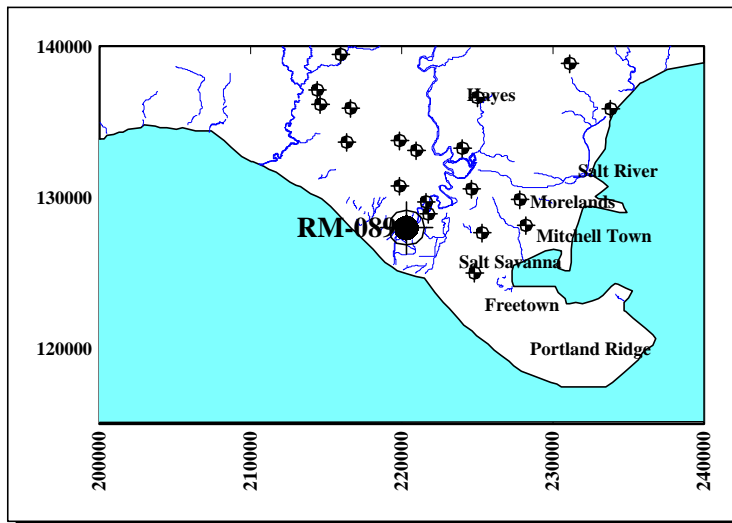 140000
Hayes
Salt River
130000
Morelands
RM-089
Mitchell Town
Salt Savanna
Freetown
120000
Portland Ridge
200000
210000
220000
230000
240000